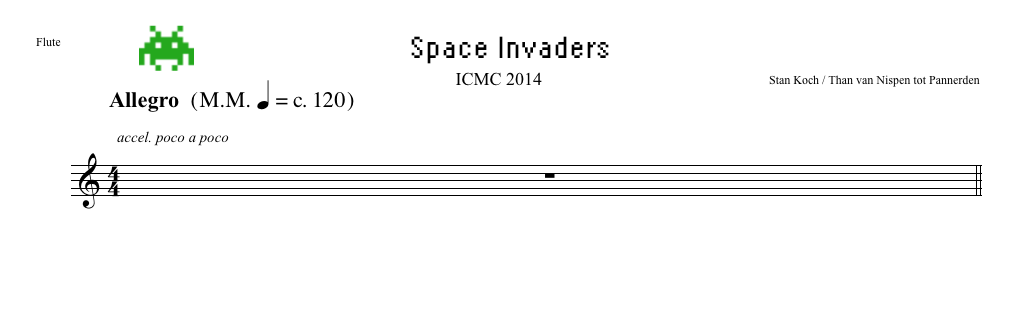 Flute
Space Invaders
ICMC 2014
Stan Koch / Than van Nispen tot Pannerden
Allegro (M.M. ♩ = c. 120)
accel. poco a poco
4
4